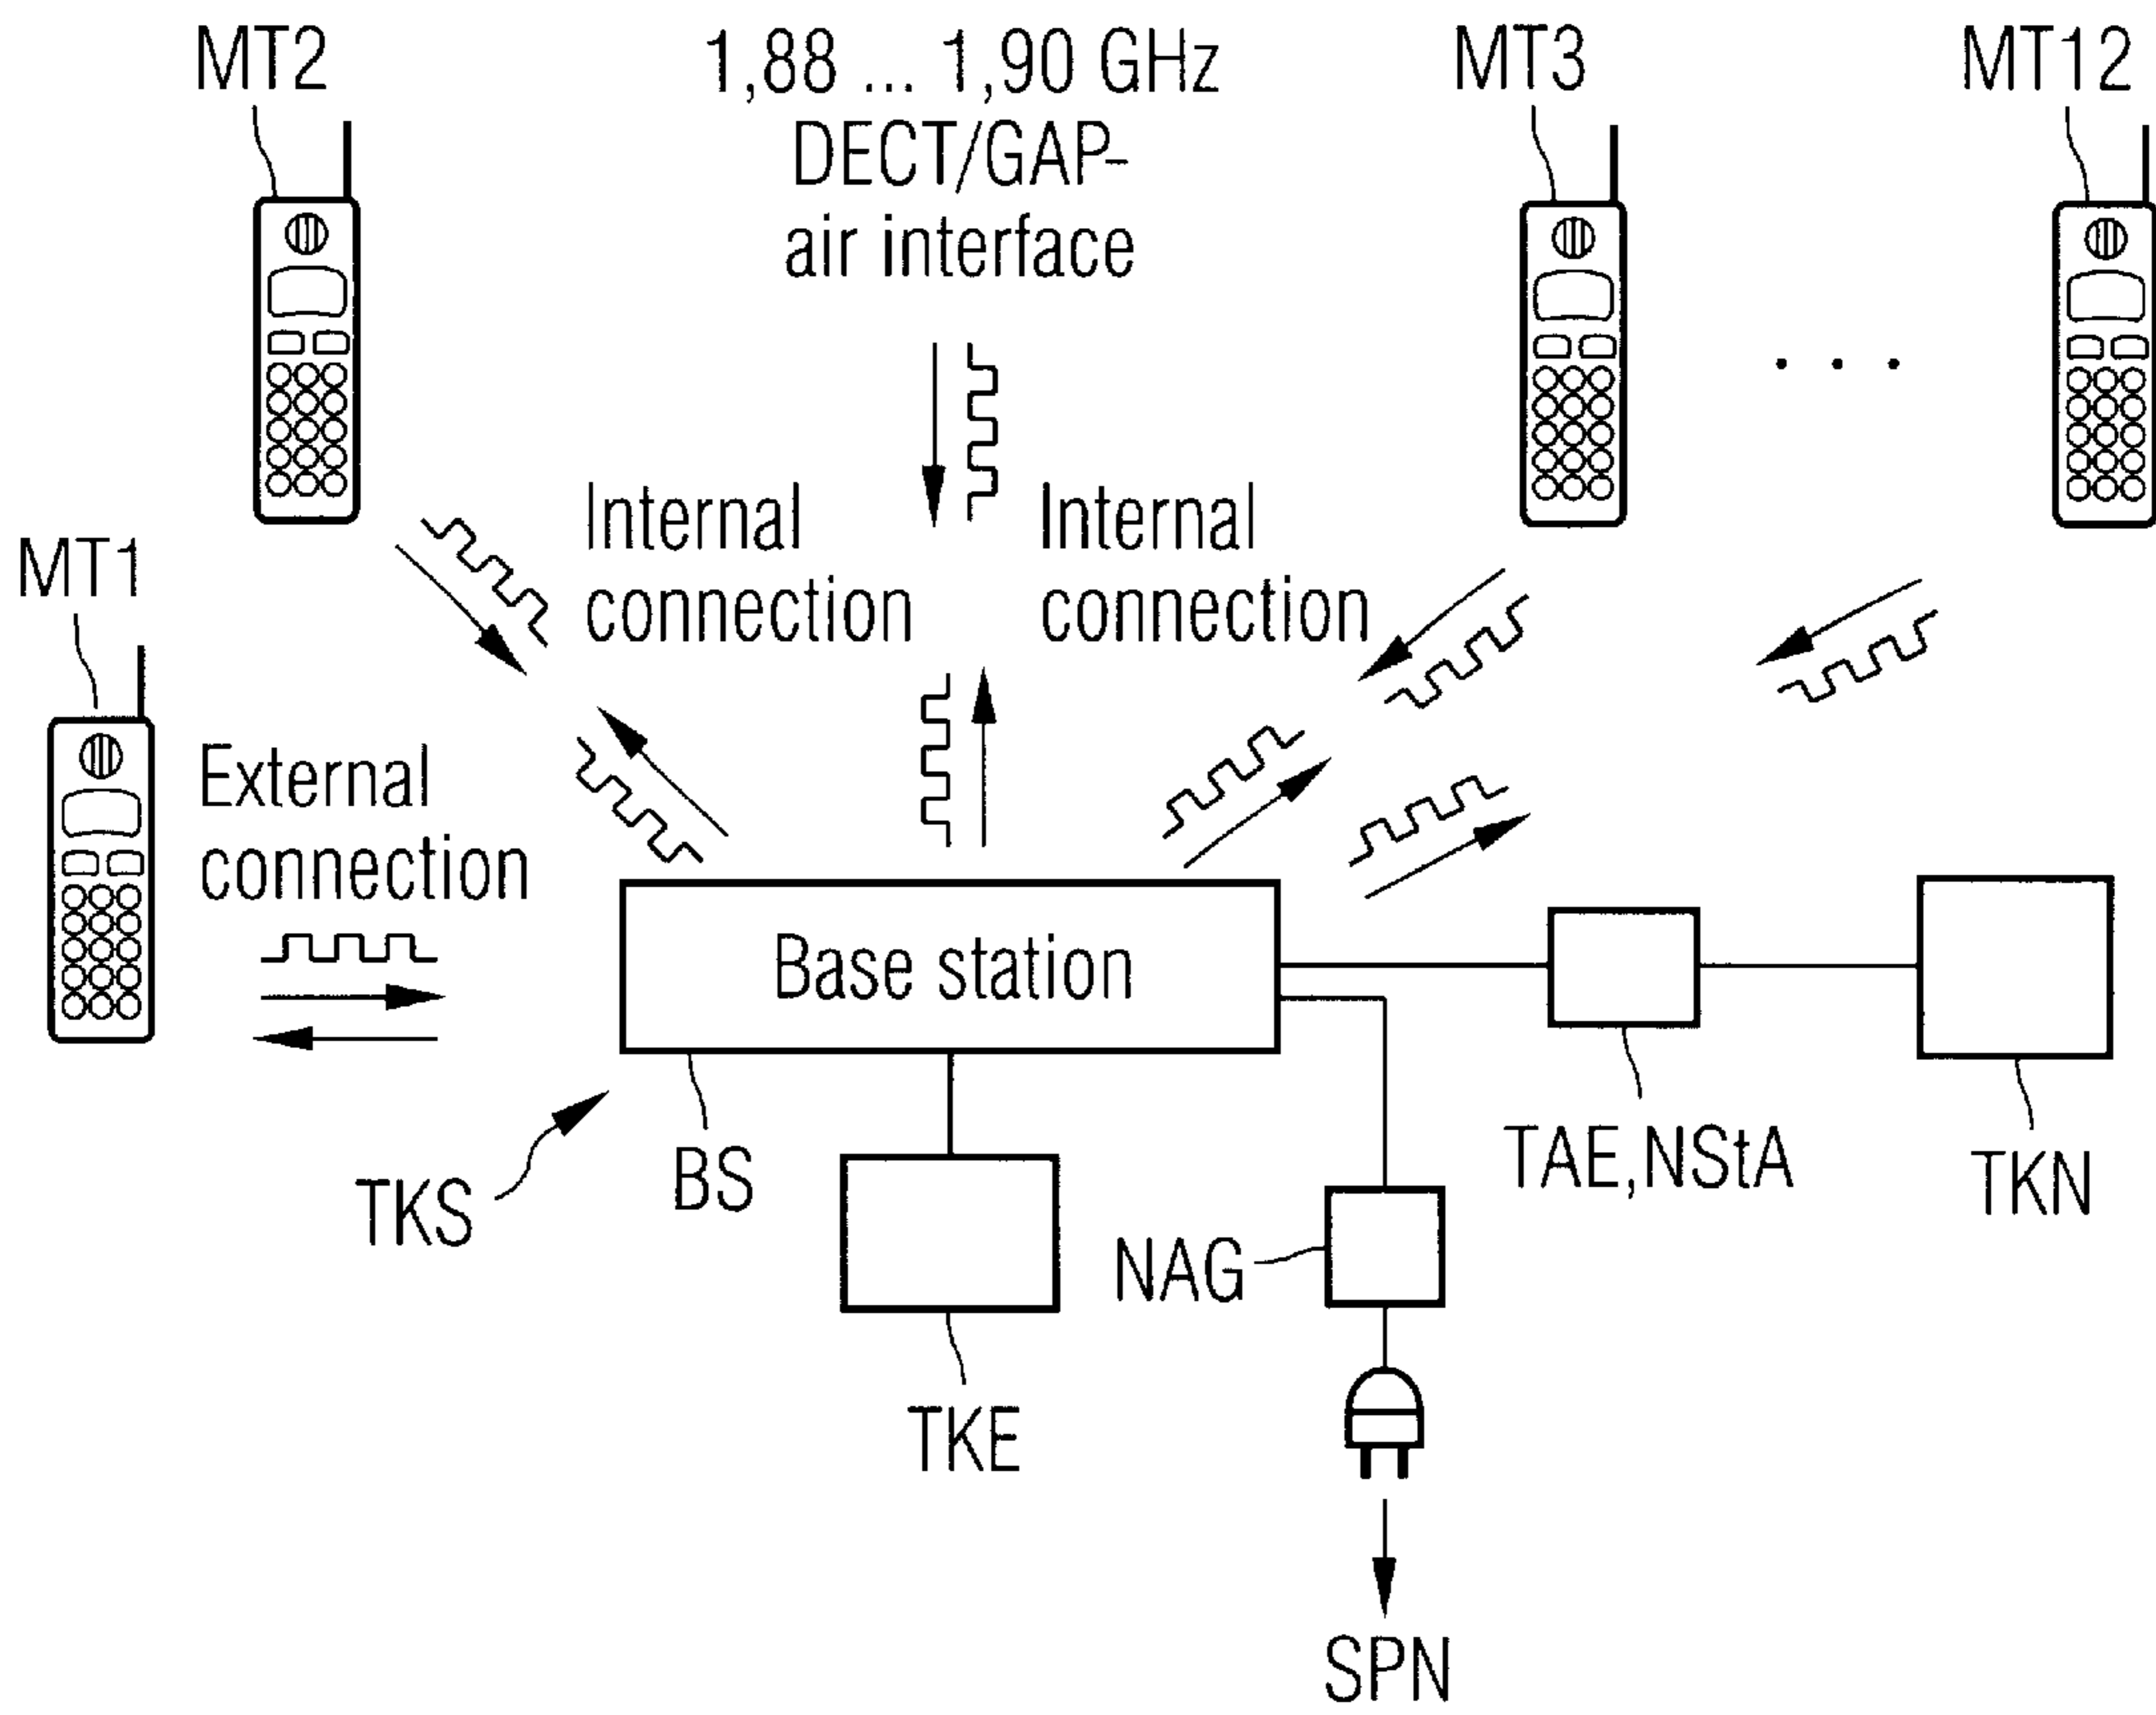 MT2
1,88 ... 1,90 GHz
DECT/GAP-
air interface
MT3
MT12
MT1
Internal
connection
Internal
connection
External
connection
Base station
BS
TKS
TAE,NStA
TKN
NAG
TKE
SPN